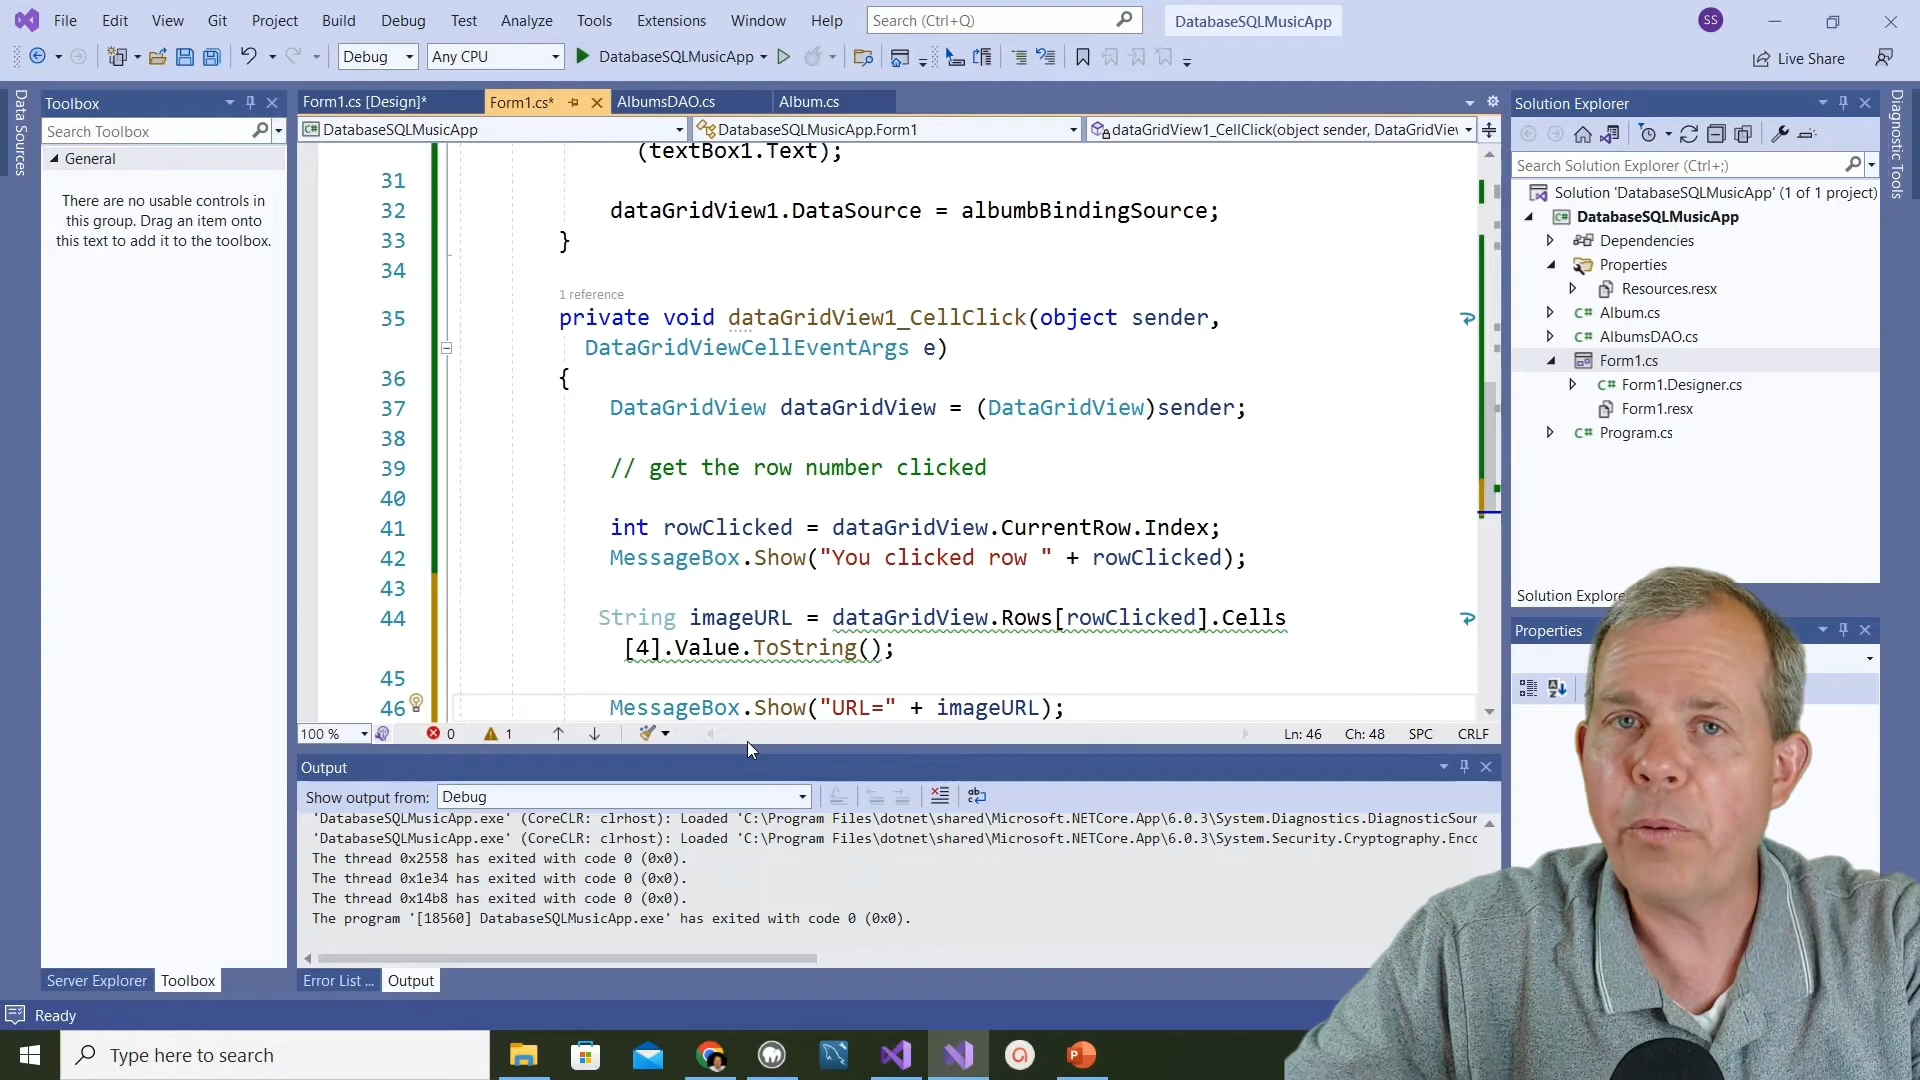 File Edit View Git Project Build Debug Test Analyze Tools Extensions Window Help Search (Ctrl+Q) DatabaseSQLMusicApp SS
Debug Any CPU DatabaseSQLMusicApp Live Share
Data Sources
Toolbox
Search Toolbox
General
There are no usable controls in
this group. Drag an item onto
this text to add it to the toolbox.
Server Explorer Toolbox
Form1.cs [Design]* Form1.cs* AlbumsDAO.cs Album.cs
DatabaseSQLMusicApp DatabaseSQLMusicApp.Form1 dataGridView1_CellClick(object sender, DataGridView
(textBox1.Text);
31
32 dataGridView1.DataSource = albumbBindingSource;
33 }
34
1 reference
35 private void dataGridView1_CellClick(object sender,
DataGridViewCellEventArgs e)
36 {
37 DataGridView dataGridView = (DataGridView)sender;
38
39 // get the row number clicked
40
41 int rowClicked = dataGridView.CurrentRow.Index;
42 MessageBox.Show("You clicked row " + rowClicked);
43
44 String imageURL = dataGridView.Rows[rowClicked].Cells
[4].Value.ToString();
45
46 MessageBox.Show("URL=" + imageURL);
100 % 0 1 Ln: 46 Ch: 48 SPC CRLF
Output
Show output from: Debug
'DatabaseSQLMusicApp.exe' (CoreCLR: clrhost): Loaded 'C:\Program Files\dotnet\shared\Microsoft.NETCore.App\6.0.3\System.Diagnostics.DiagnosticSour
'DatabaseSQLMusicApp.exe' (CoreCLR: clrhost): Loaded 'C:\Program Files\dotnet\shared\Microsoft.NETCore.App\6.0.3\System.Security.Cryptography.Enco
The thread 0x2558 has exited with code 0 (0x0).
The thread 0x1e34 has exited with code 0 (0x0).
The thread 0x14b8 has exited with code 0 (0x0).
The program '[18560] DatabaseSQLMusicApp.exe' has exited with code 0 (0x0).
Error List ... Output
Solution Explorer
Search Solution Explorer (Ctrl+;)
Solution 'DatabaseSQLMusicApp' (1 of 1 project)
DatabaseSQLMusicApp
Dependencies
Properties
Resources.resx
Album.cs
AlbumsDAO.cs
Form1.cs
Form1.Designer.cs
Form1.resx
Program.cs
Solution Explore
Properties
Diagnostic Tools
Ready
Type here to search